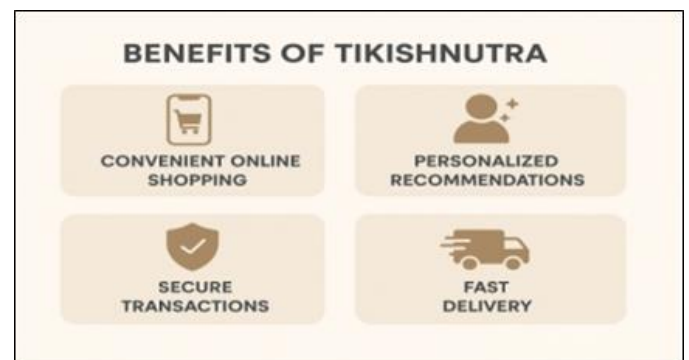 BENEFITS OF TIKISHNUTRA
CONVENIENT ONLINE
SHOPPING
PERSONALIZED
RECOMMENDATIONS
SECURE
TRANSACTIONS
FAST
DELIVERY